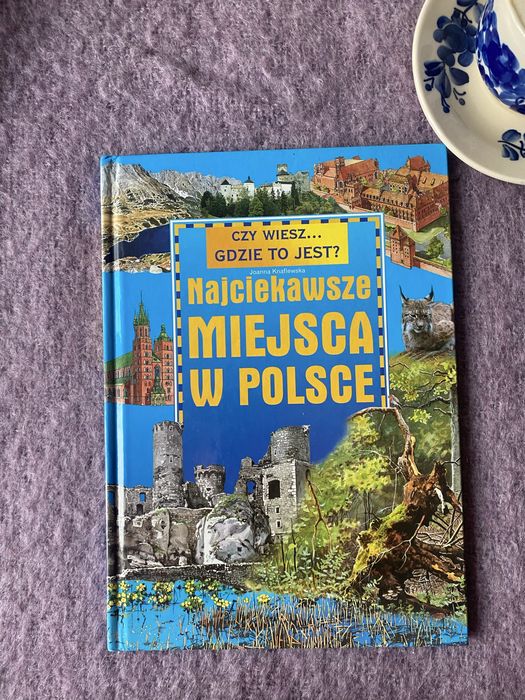 CZY WIESZ...
GDZIE TO JEST?
Joanna Knaflewska
NAJCIEKAWSZE
MIEJSCA
W POLSCE